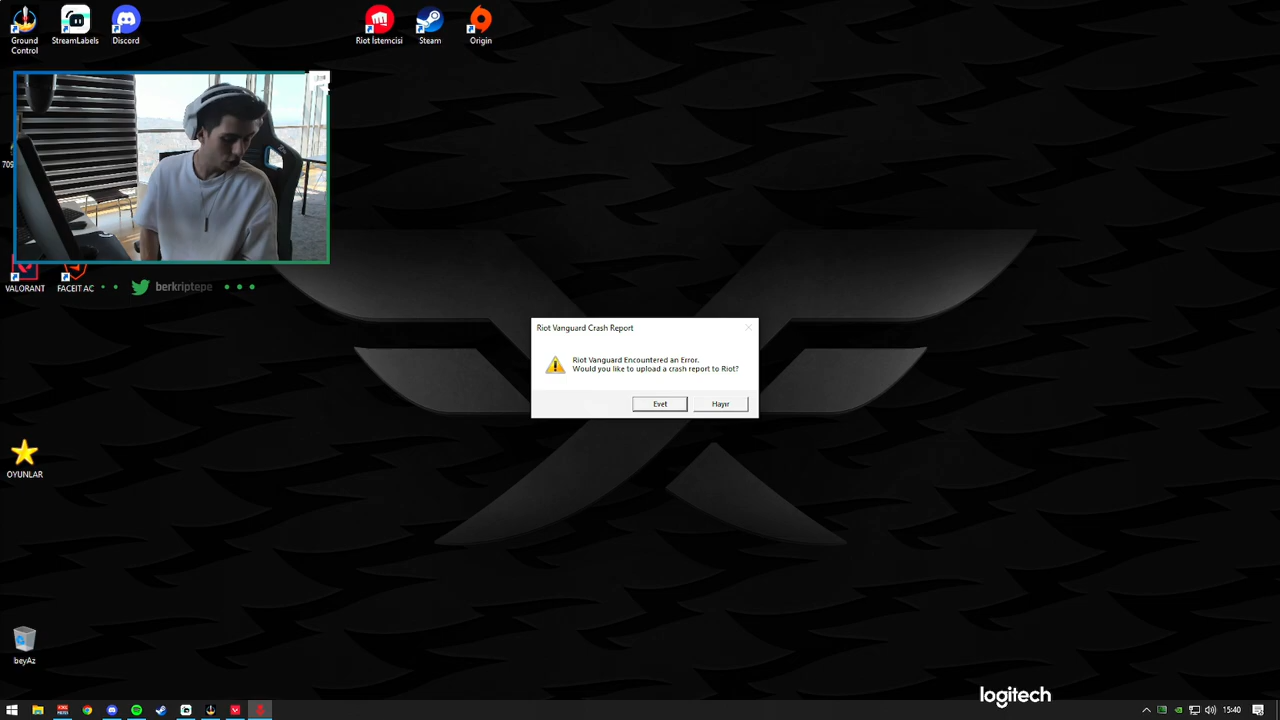 Ground
Control
StreamLabels
Discord
Riot İstemcisi
Steam
Origin
709
VALORANT
FACEIT AC
berkriptepe
Riot Vanguard Crash Report
Riot Vanguard Encountered an Error.
Would you like to upload a crash report to Riot?
Evet
Hayır
OYUNLAR
beyAz
logitech
15:40